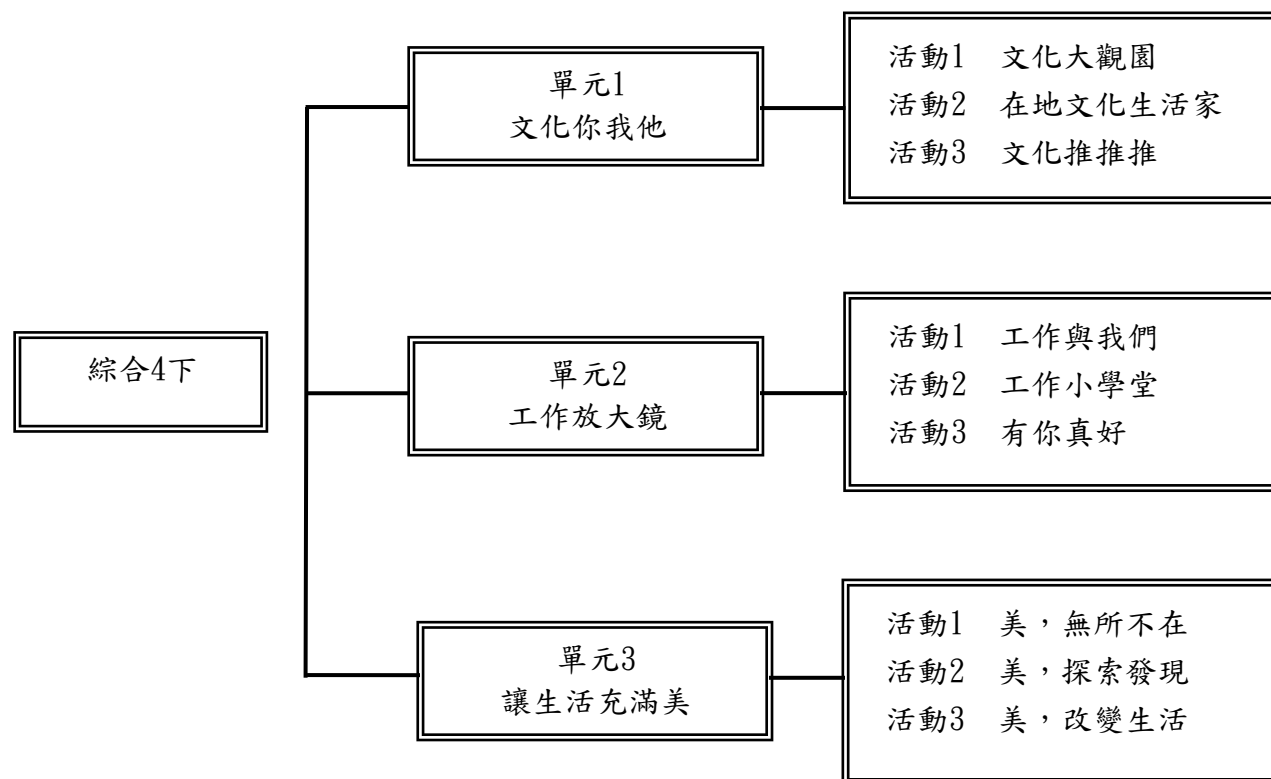 綜合4下
單元1
文化你我他
活動1 文化大觀園
活動2 在地文化生活家
活動3 文化推推推
單元2
工作放大鏡
活動1 工作與我們
活動2 工作小學堂
活動3 有你真好
單元3
讓生活充滿美
活動1 美，無所不在
活動2 美，探索發現
活動3 美，改變生活